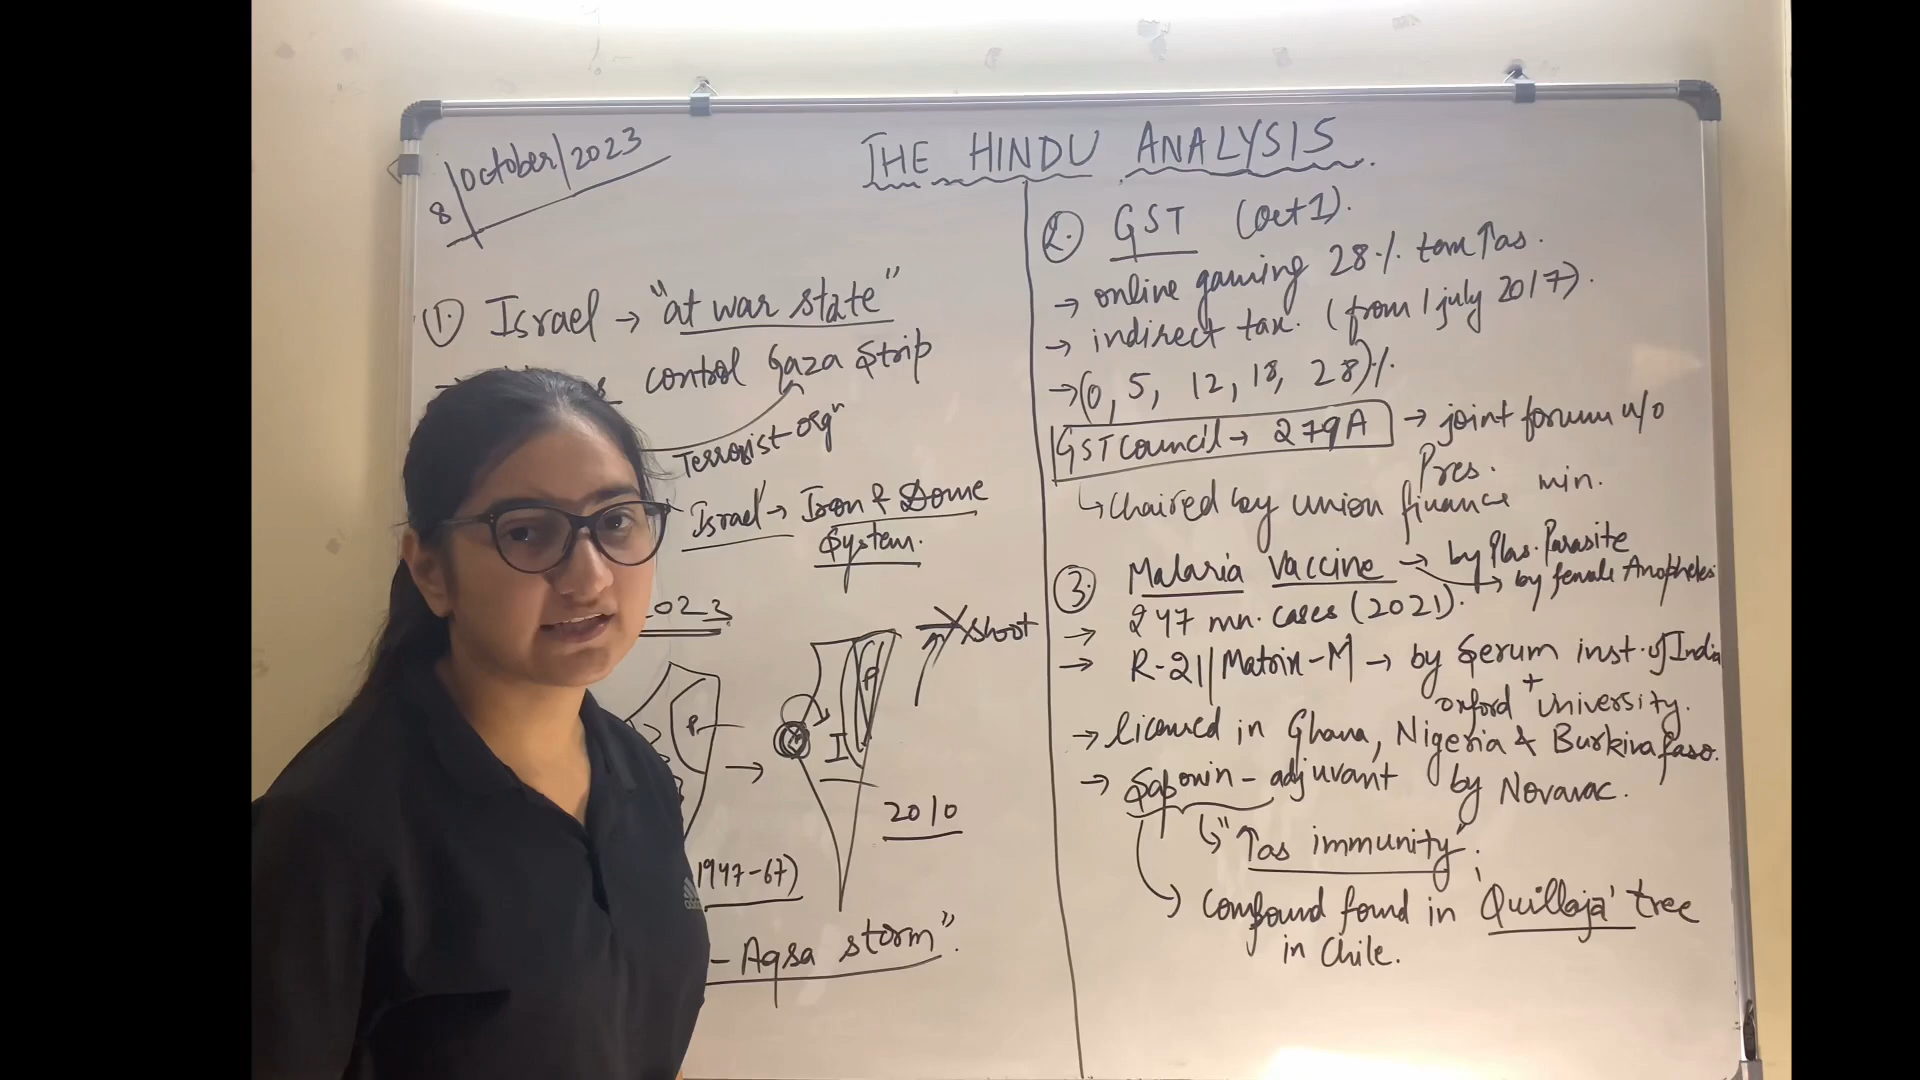 8/October/2023
THE HINDU ANALYSIS.
1. Israel → "at war state"
control Gaza Strip
Terrorist org"
Israel → Iron & Dome
System.
2023
shoot
P
P
I
2010
1947-67)
- Aqsa storm".
2. GST (Oct 1).
→ online gaming 28% tax ↑as.
→ indirect tax. (from 1 july 2017).
→ (0, 5, 12, 18, 28)%
GST Council → 279A → joint forum u/o
Pres.
↳ Chaired by union finance min.
3. Malaria Vaccine → by Plas. Parasite
→ by female Anopheles
→ 247 mn. cases (2021).
→ R-21||Matrix-M → by Serum inst. of India
+
Oxford University.
→ licenced in Ghana, Nigeria & Burkina faso.
→ Saponin - adjuvant by Novavac.
↳ "↑as immunity".
→ Compound found in 'Quillaja' tree
in Chile.